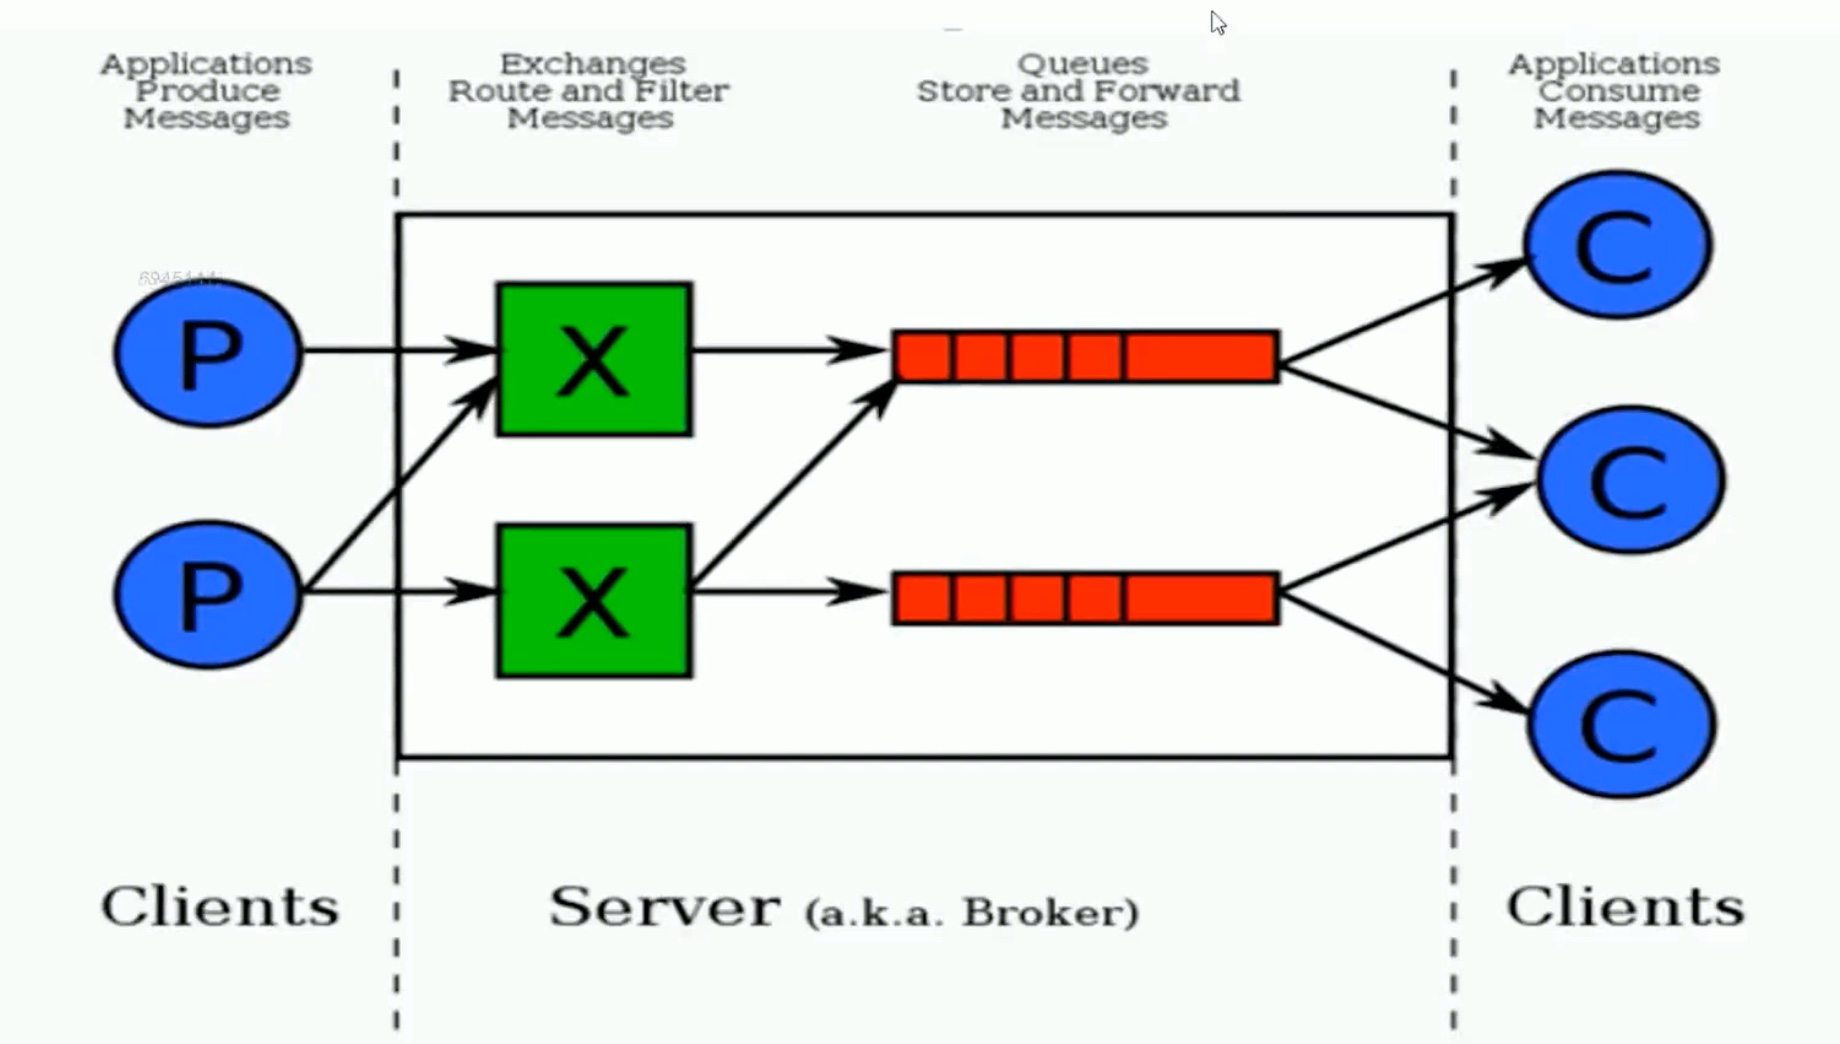 Applications
Produce
Messages
Exchanges
Route and Filter
Messages
Queues
Store and Forward
Messages
Applications
Consume
Messages
P
X
C
C
P
X
C
Clients
Server (a.k.a. Broker)
Clients